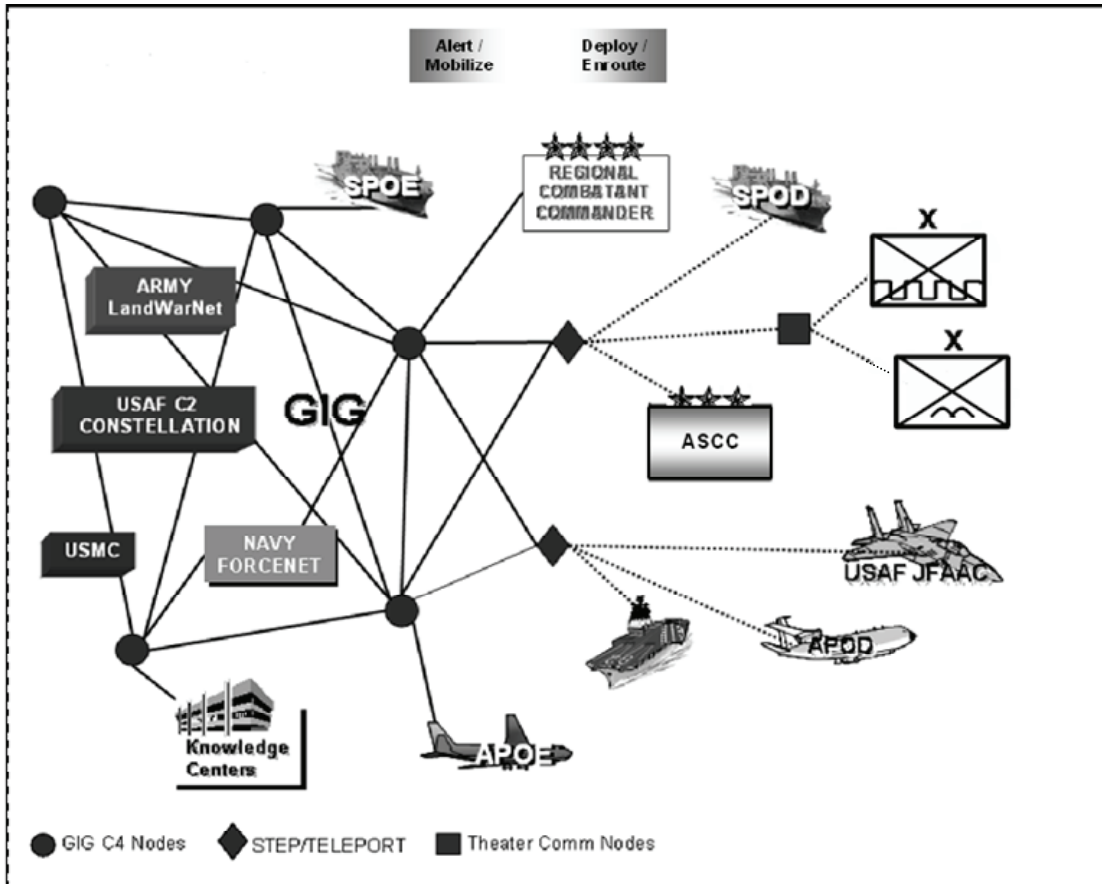 Alert /
Mobilize
Deploy /
Enroute
SPOE
REGIONAL
COMBATANT
COMMANDER
SPOD
X
ARMY
LandWarNet
X
USAF C2
CONSTELLATION
GIG
ASCC
USMC
NAVY
FORCENET
USAF JFAAC
APOD
Knowledge
Centers
APOE
GIG C4 Nodes
STEP/TELEPORT
Theater Comm Nodes